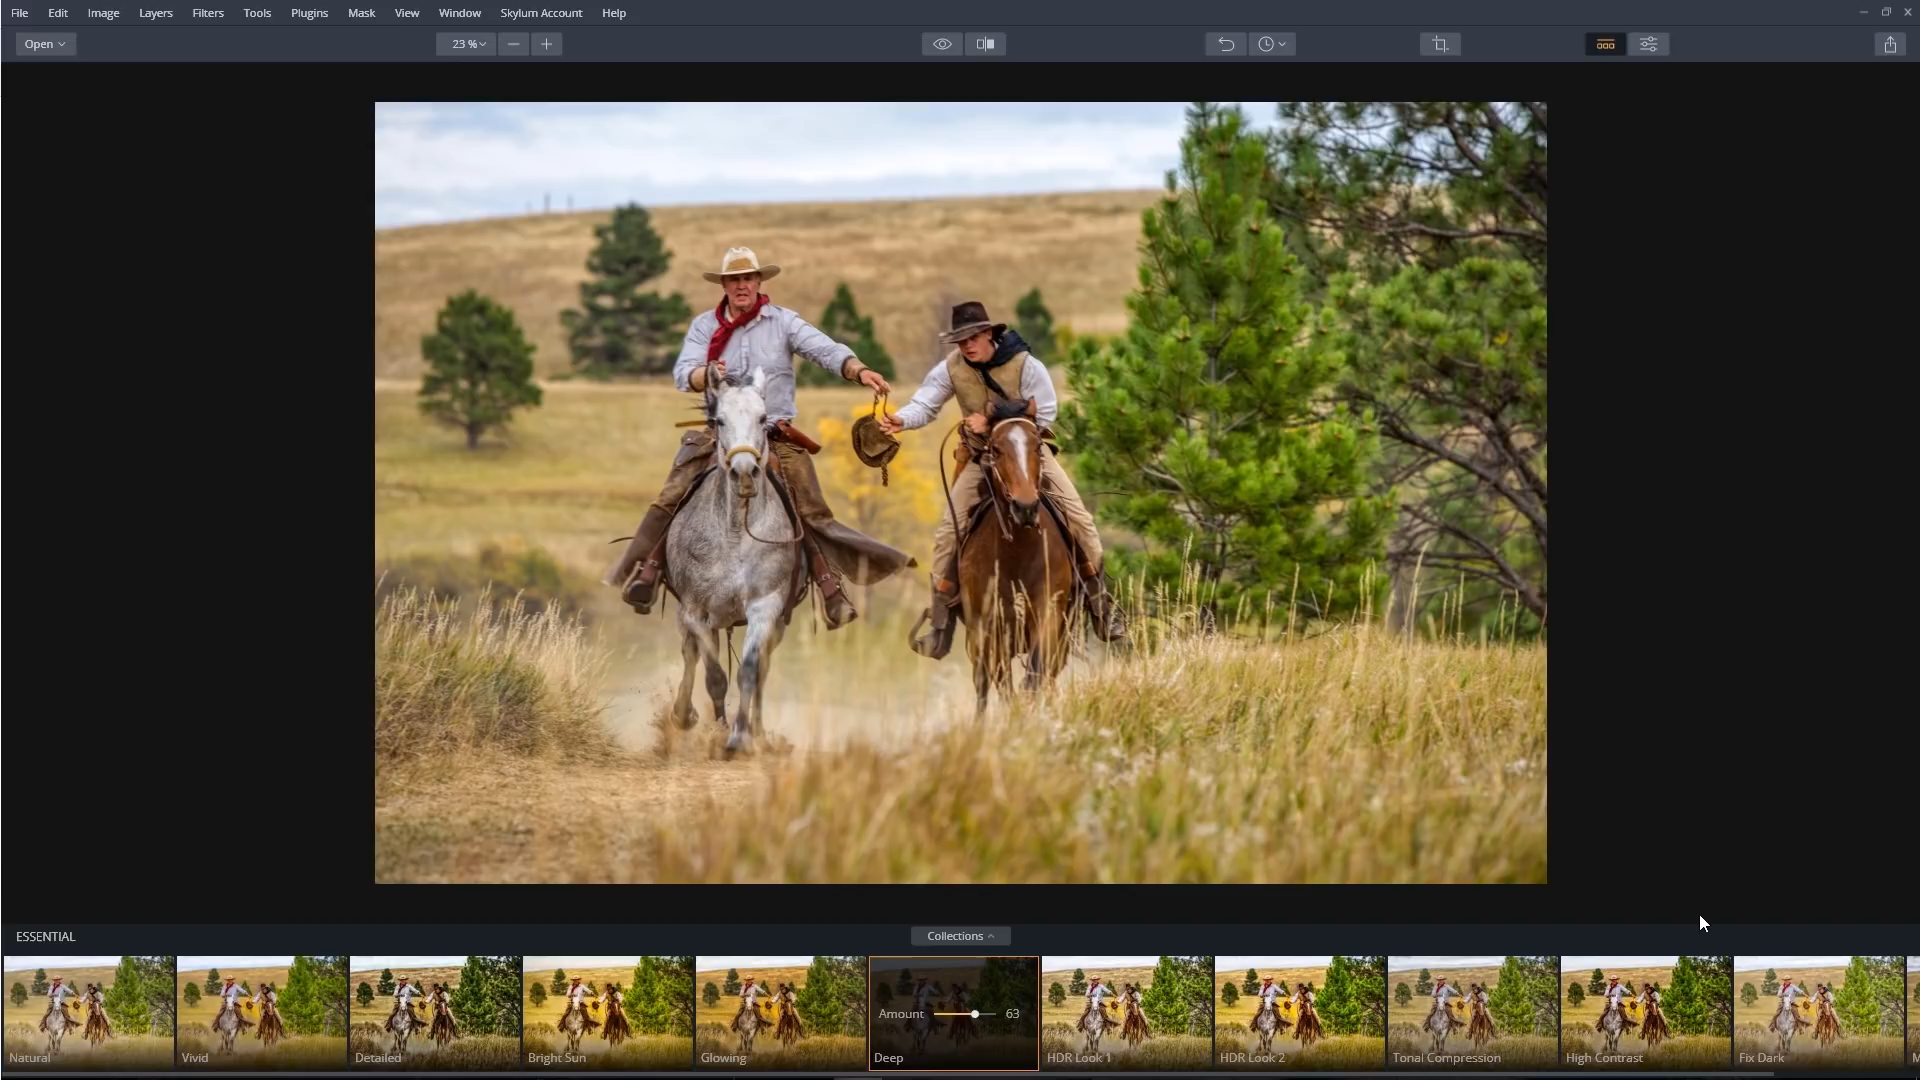 File Edit Image Layers Filters Tools Plugins Mask View Window Skylum Account Help
Open 23 %
ESSENTIAL Collections
Amount 63
Natural Vivid Detailed Bright Sun Glowing Deep HDR Look 1 HDR Look 2 Tonal Compression High Contrast Fix Dark